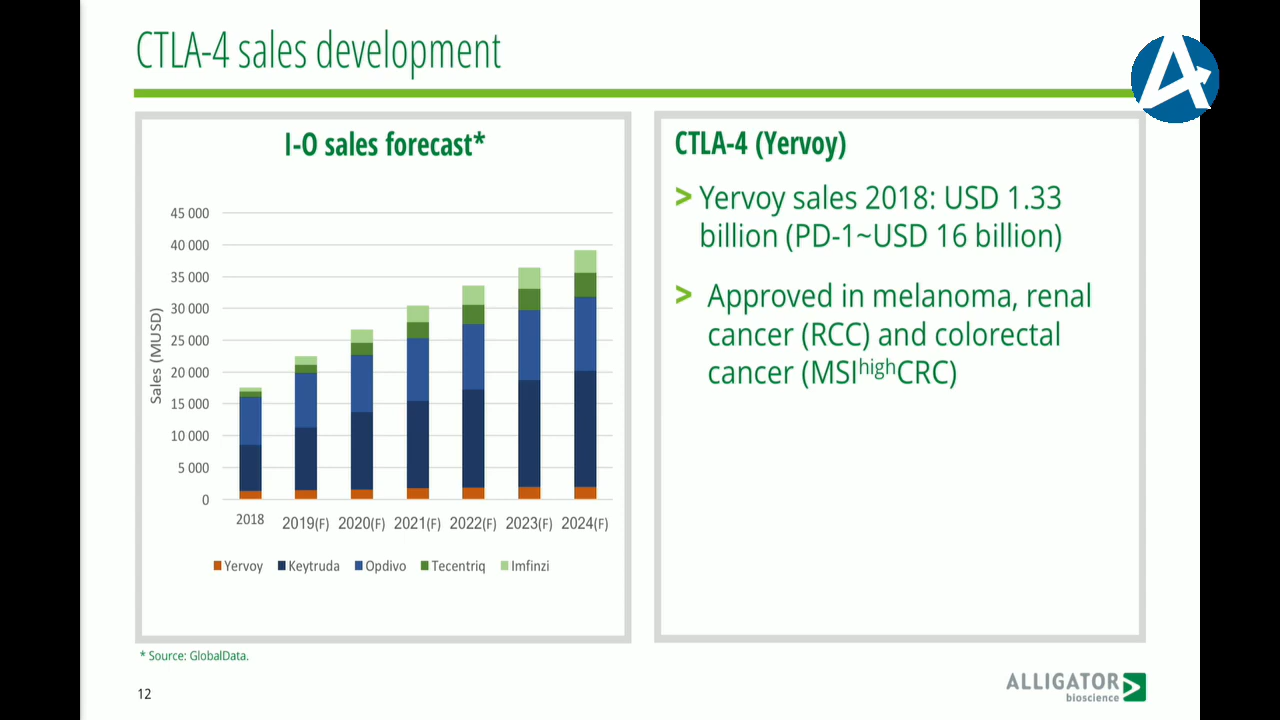 CTLA-4 sales development
I-O sales forecast*
45 000
40 000
35 000
30 000
25 000
20 000
15 000
10 000
5 000
0
Sales (MUSD)
2018 2019(F) 2020(F) 2021(F) 2022(F) 2023(F) 2024(F)
Yervoy Keytruda Opdivo Tecentriq Imfinzi
CTLA-4 (Yervoy)
> Yervoy sales 2018: USD 1.33
billion (PD-1~USD 16 billion)
> Approved in melanoma, renal
cancer (RCC) and colorectal
cancer (MSIhighCRC)
* Source: GlobalData.
12
ALLIGATOR
bioscience